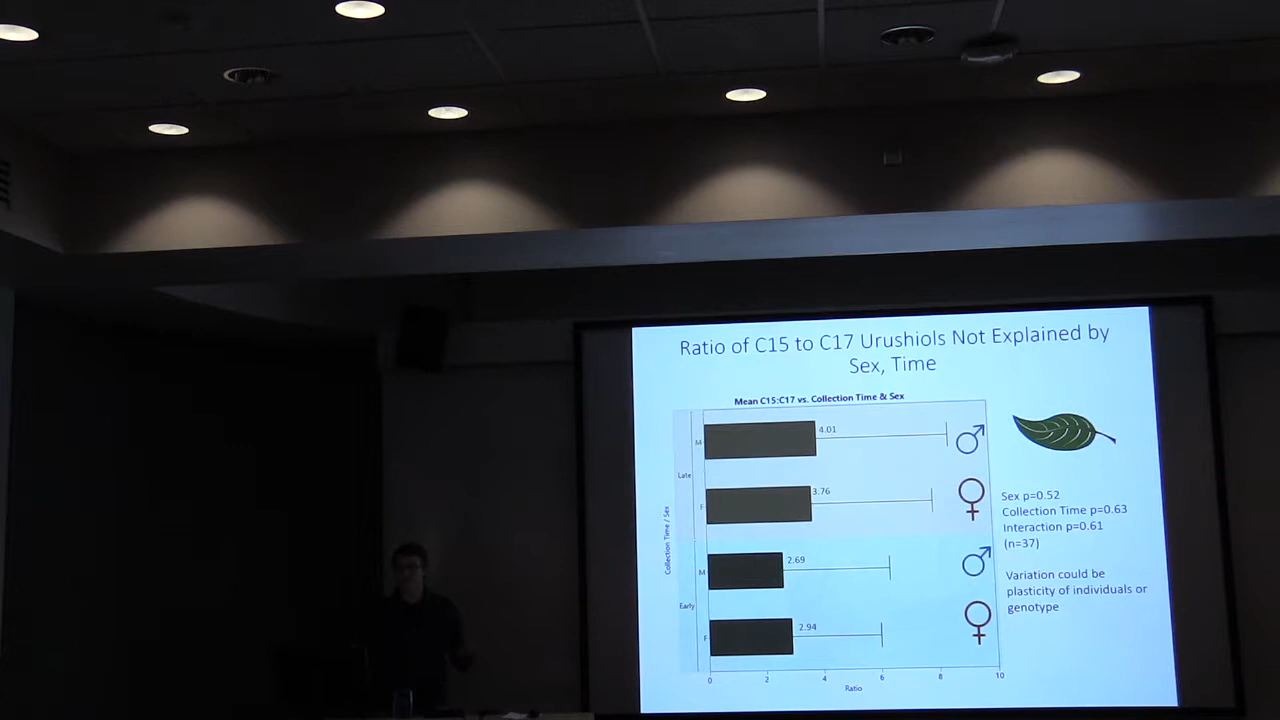 Ratio of C15 to C17 Urushiols Not Explained by
Sex, Time
Mean C15:C17 vs. Collection Time & Sex
Collection Time / Sex
Late
M
4.01
F
3.76
Early
M
2.69
F
2.94
0 2 4 6 8 10
Ratio
Sex p=0.52
Collection Time p=0.63
Interaction p=0.61
(n=37)
Variation could be
plasticity of individuals or
genotype